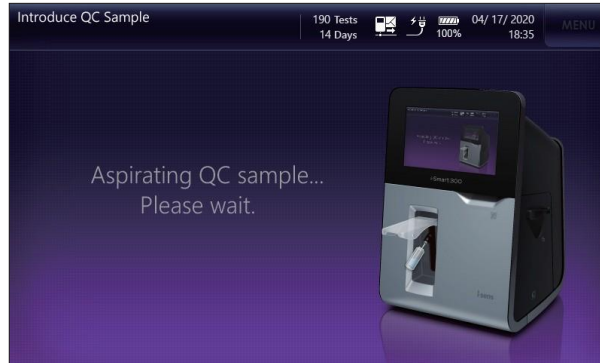 Introduce QC Sample
190 Tests
14 Days
100%
04/ 17/ 2020
18:35
MENU
Aspirating QC sample...
Please wait.
i-Smart 300
i-sens